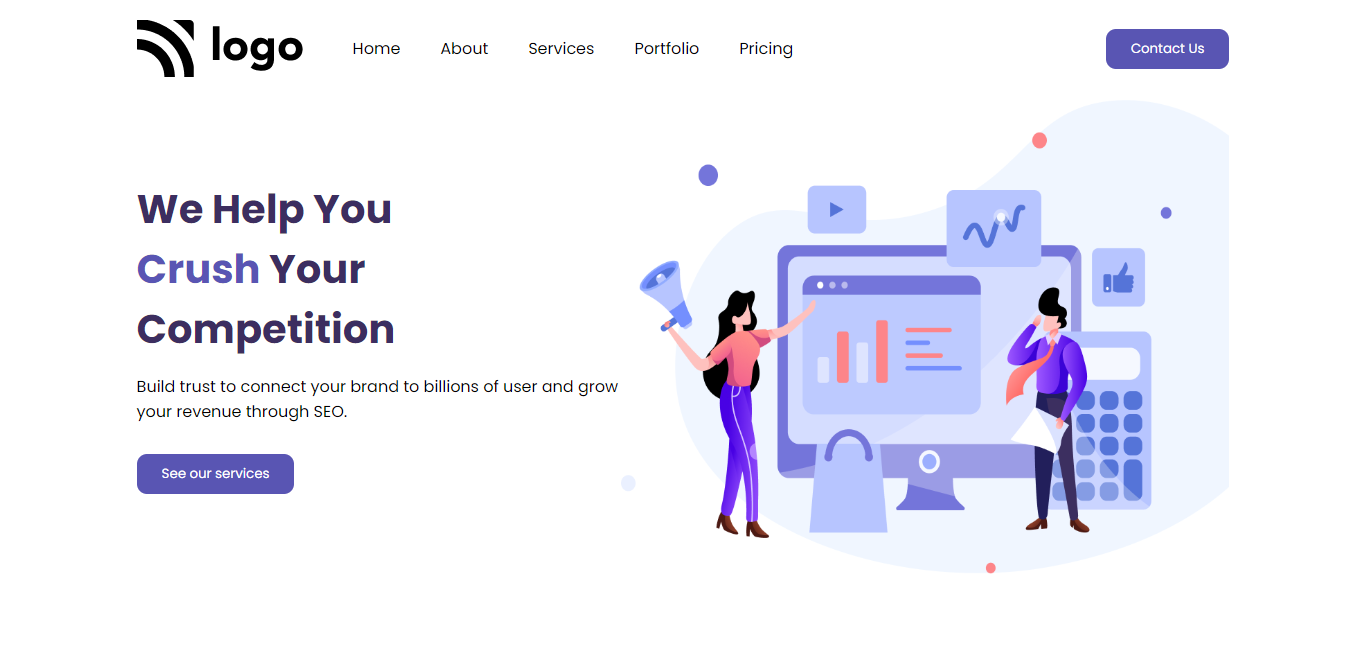 logo
Home
About
Services
Portfolio
Pricing
Contact Us
We Help You
Crush Your
Competition
Build trust to connect your brand to billions of user and grow
your revenue through SEO.
See our services